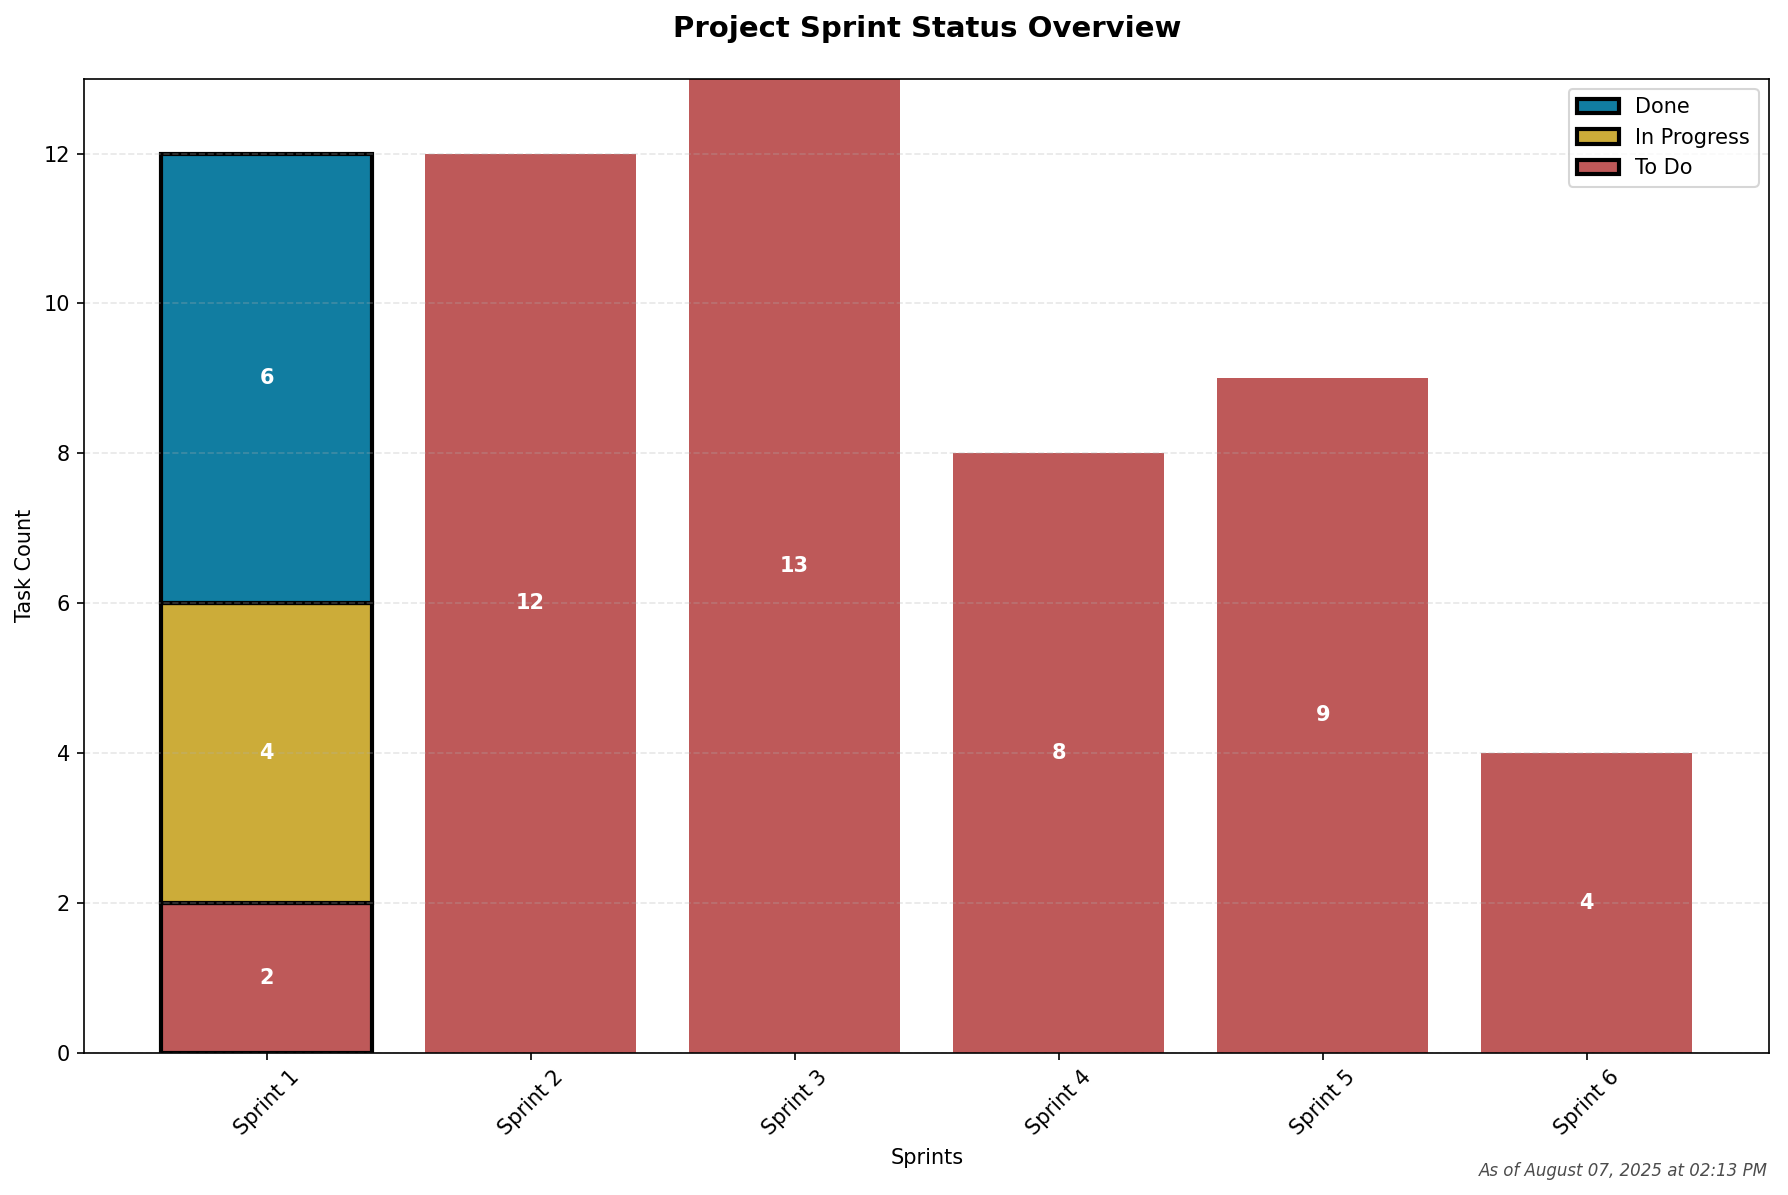 Project Sprint Status Overview
Done
In Progress
To Do
Task Count
12
10
8
6
4
2
0
6
4
2
12
13
8
9
4
Sprint 1
Sprint 2
Sprint 3
Sprint 4
Sprint 5
Sprint 6
Sprints
As of August 07, 2025 at 02:13 PM